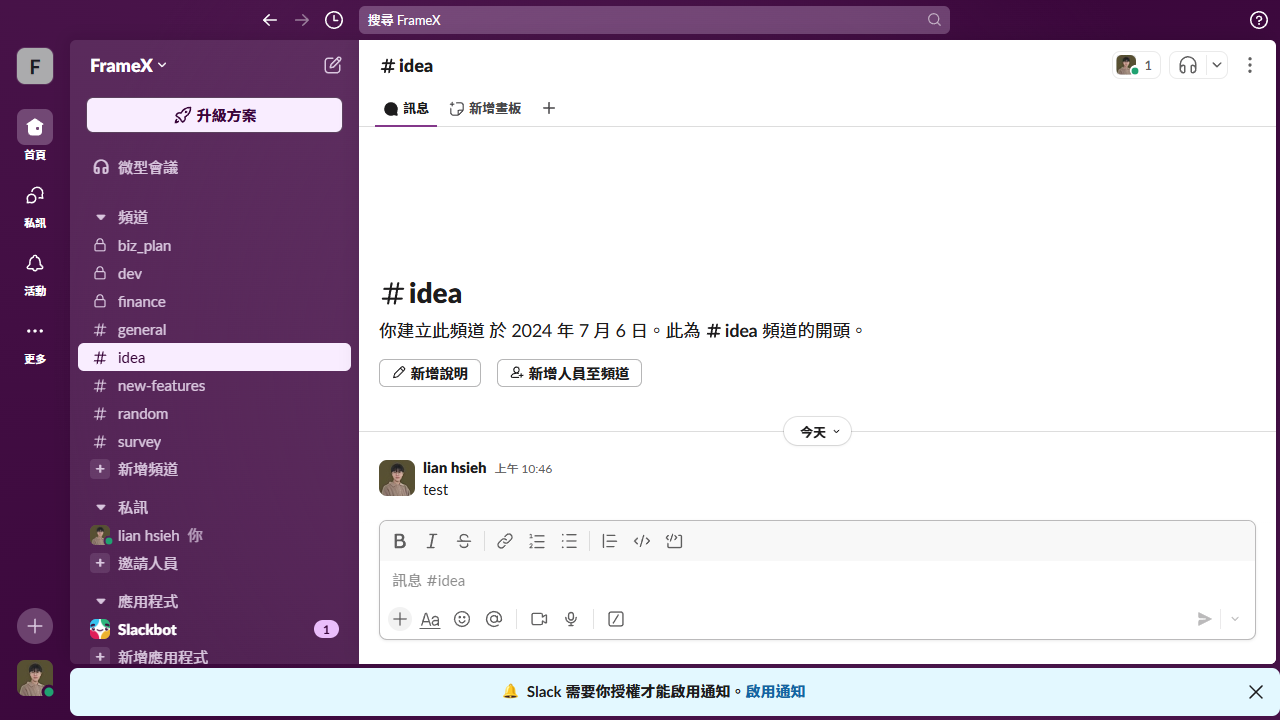 搜尋 FrameX
F
首頁
私訊
活動
更多
FrameX
升級方案
微型會議
頻道
biz_plan
dev
finance
general
idea
new-features
random
survey
新增頻道
私訊
lian hsieh 你
邀請人員
應用程式
Slackbot 1
新增應用程式
# idea
1
訊息 新增畫板
# idea
你建立此頻道 於 2024 年 7 月 6 日。此為 # idea 頻道的開頭。
新增說明 新增人員至頻道
今天
lian hsieh 上午 10:46
test
訊息 #idea
Aa
Slack 需要你授權才能啟用通知。啟用通知